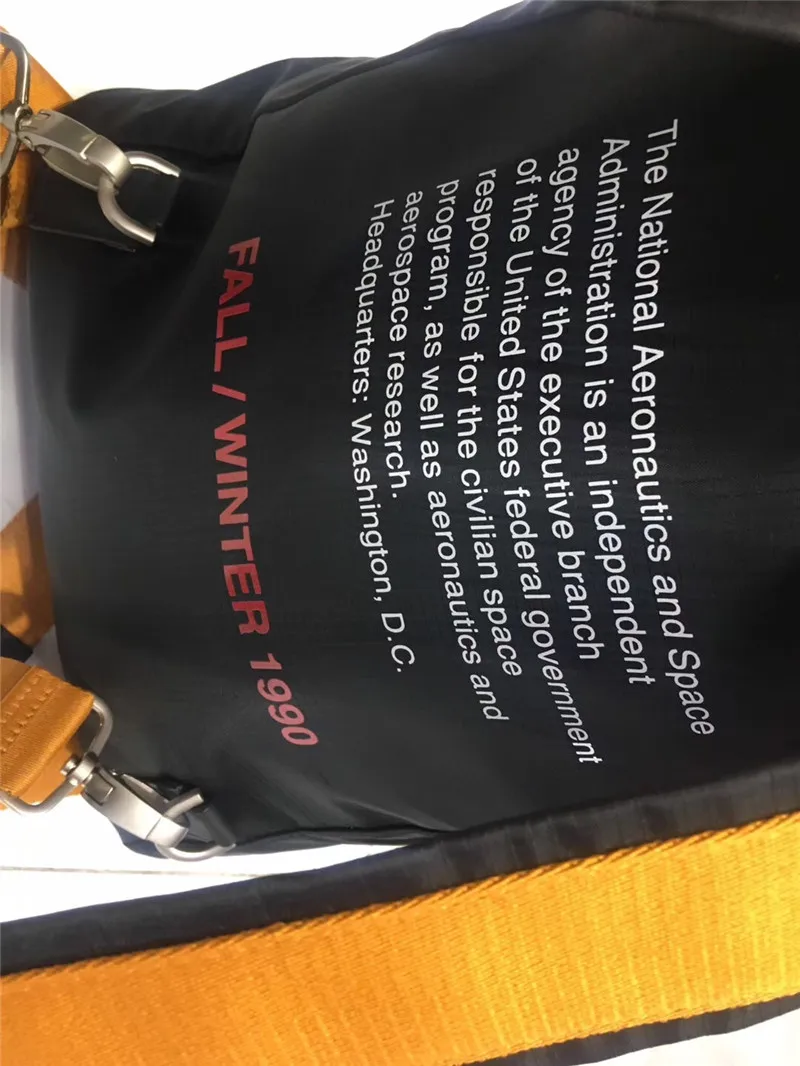 The National Aeronautics and Space
Administration is an independent
agency of the executive branch
of the United States federal government
responsible for the civilian space
program, as well as aeronautics and
aerospace research.
Headquarters: Washington, D.C.
FALL / WINTER 1990